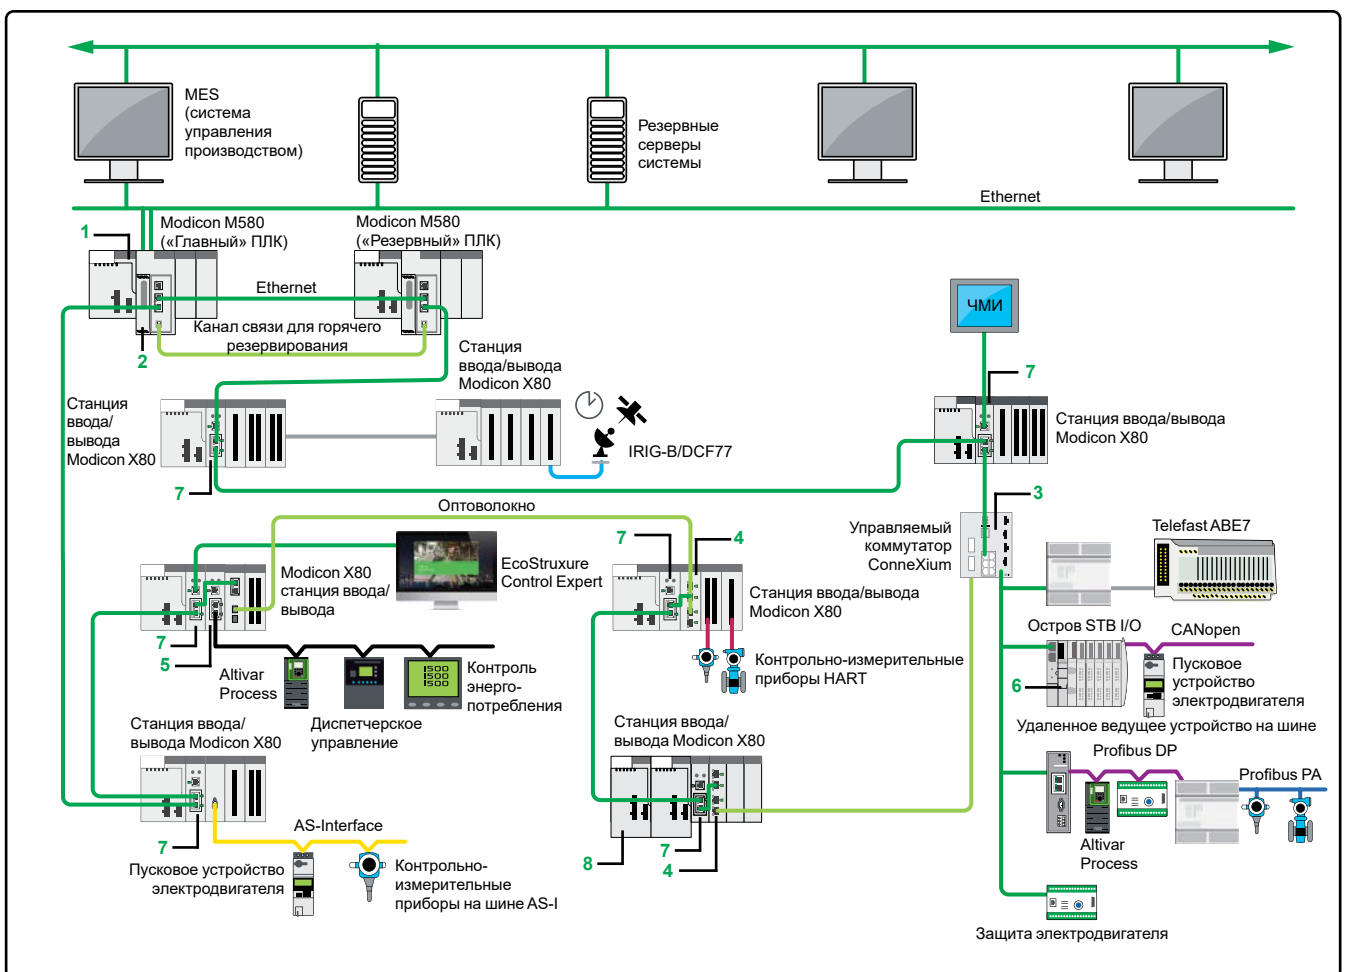 MES
(система
управления
производством)
Резервные
серверы
системы
Ethernet
1
Modicon M580
(«Главный» ПЛК)
Modicon M580
(«Резервный» ПЛК)
Ethernet
Канал связи для горячего
резервирования
2
ЧМИ
Станция
ввода/вывода
Modicon X80
7
Станция
ввода/
вывода
Modicon X80
IRIG-B/DCF77
Станция ввода/вывода
Modicon X80
7
3
Оптоволокно
Управляемый
коммутатор
ConneXium
Telefast ABE7
7
4
EcoStruxure
Control Expert
Modicon X80
станция ввода/
вывода
Станция ввода/вывода
Modicon X80
7
5
Остров STB I/O
CANopen
Altivar
Process
1500
1500
1500
Контроль
энерго-
потребления
Контрольно-измерительные
приборы HART
6
Пусковое
устройство
электродвигателя
Диспетчерское
управление
Удаленное ведущее устройство на шине
Станция ввода/
вывода Modicon X80
Станция ввода/
вывода Modicon X80
Profibus DP
Profibus PA
AS-Interface
7
Altivar
Process
8
7
4
Пусковое устройство
электродвигателя
Контрольно-
измерительные
приборы на шине AS-I
Защита электродвигателя